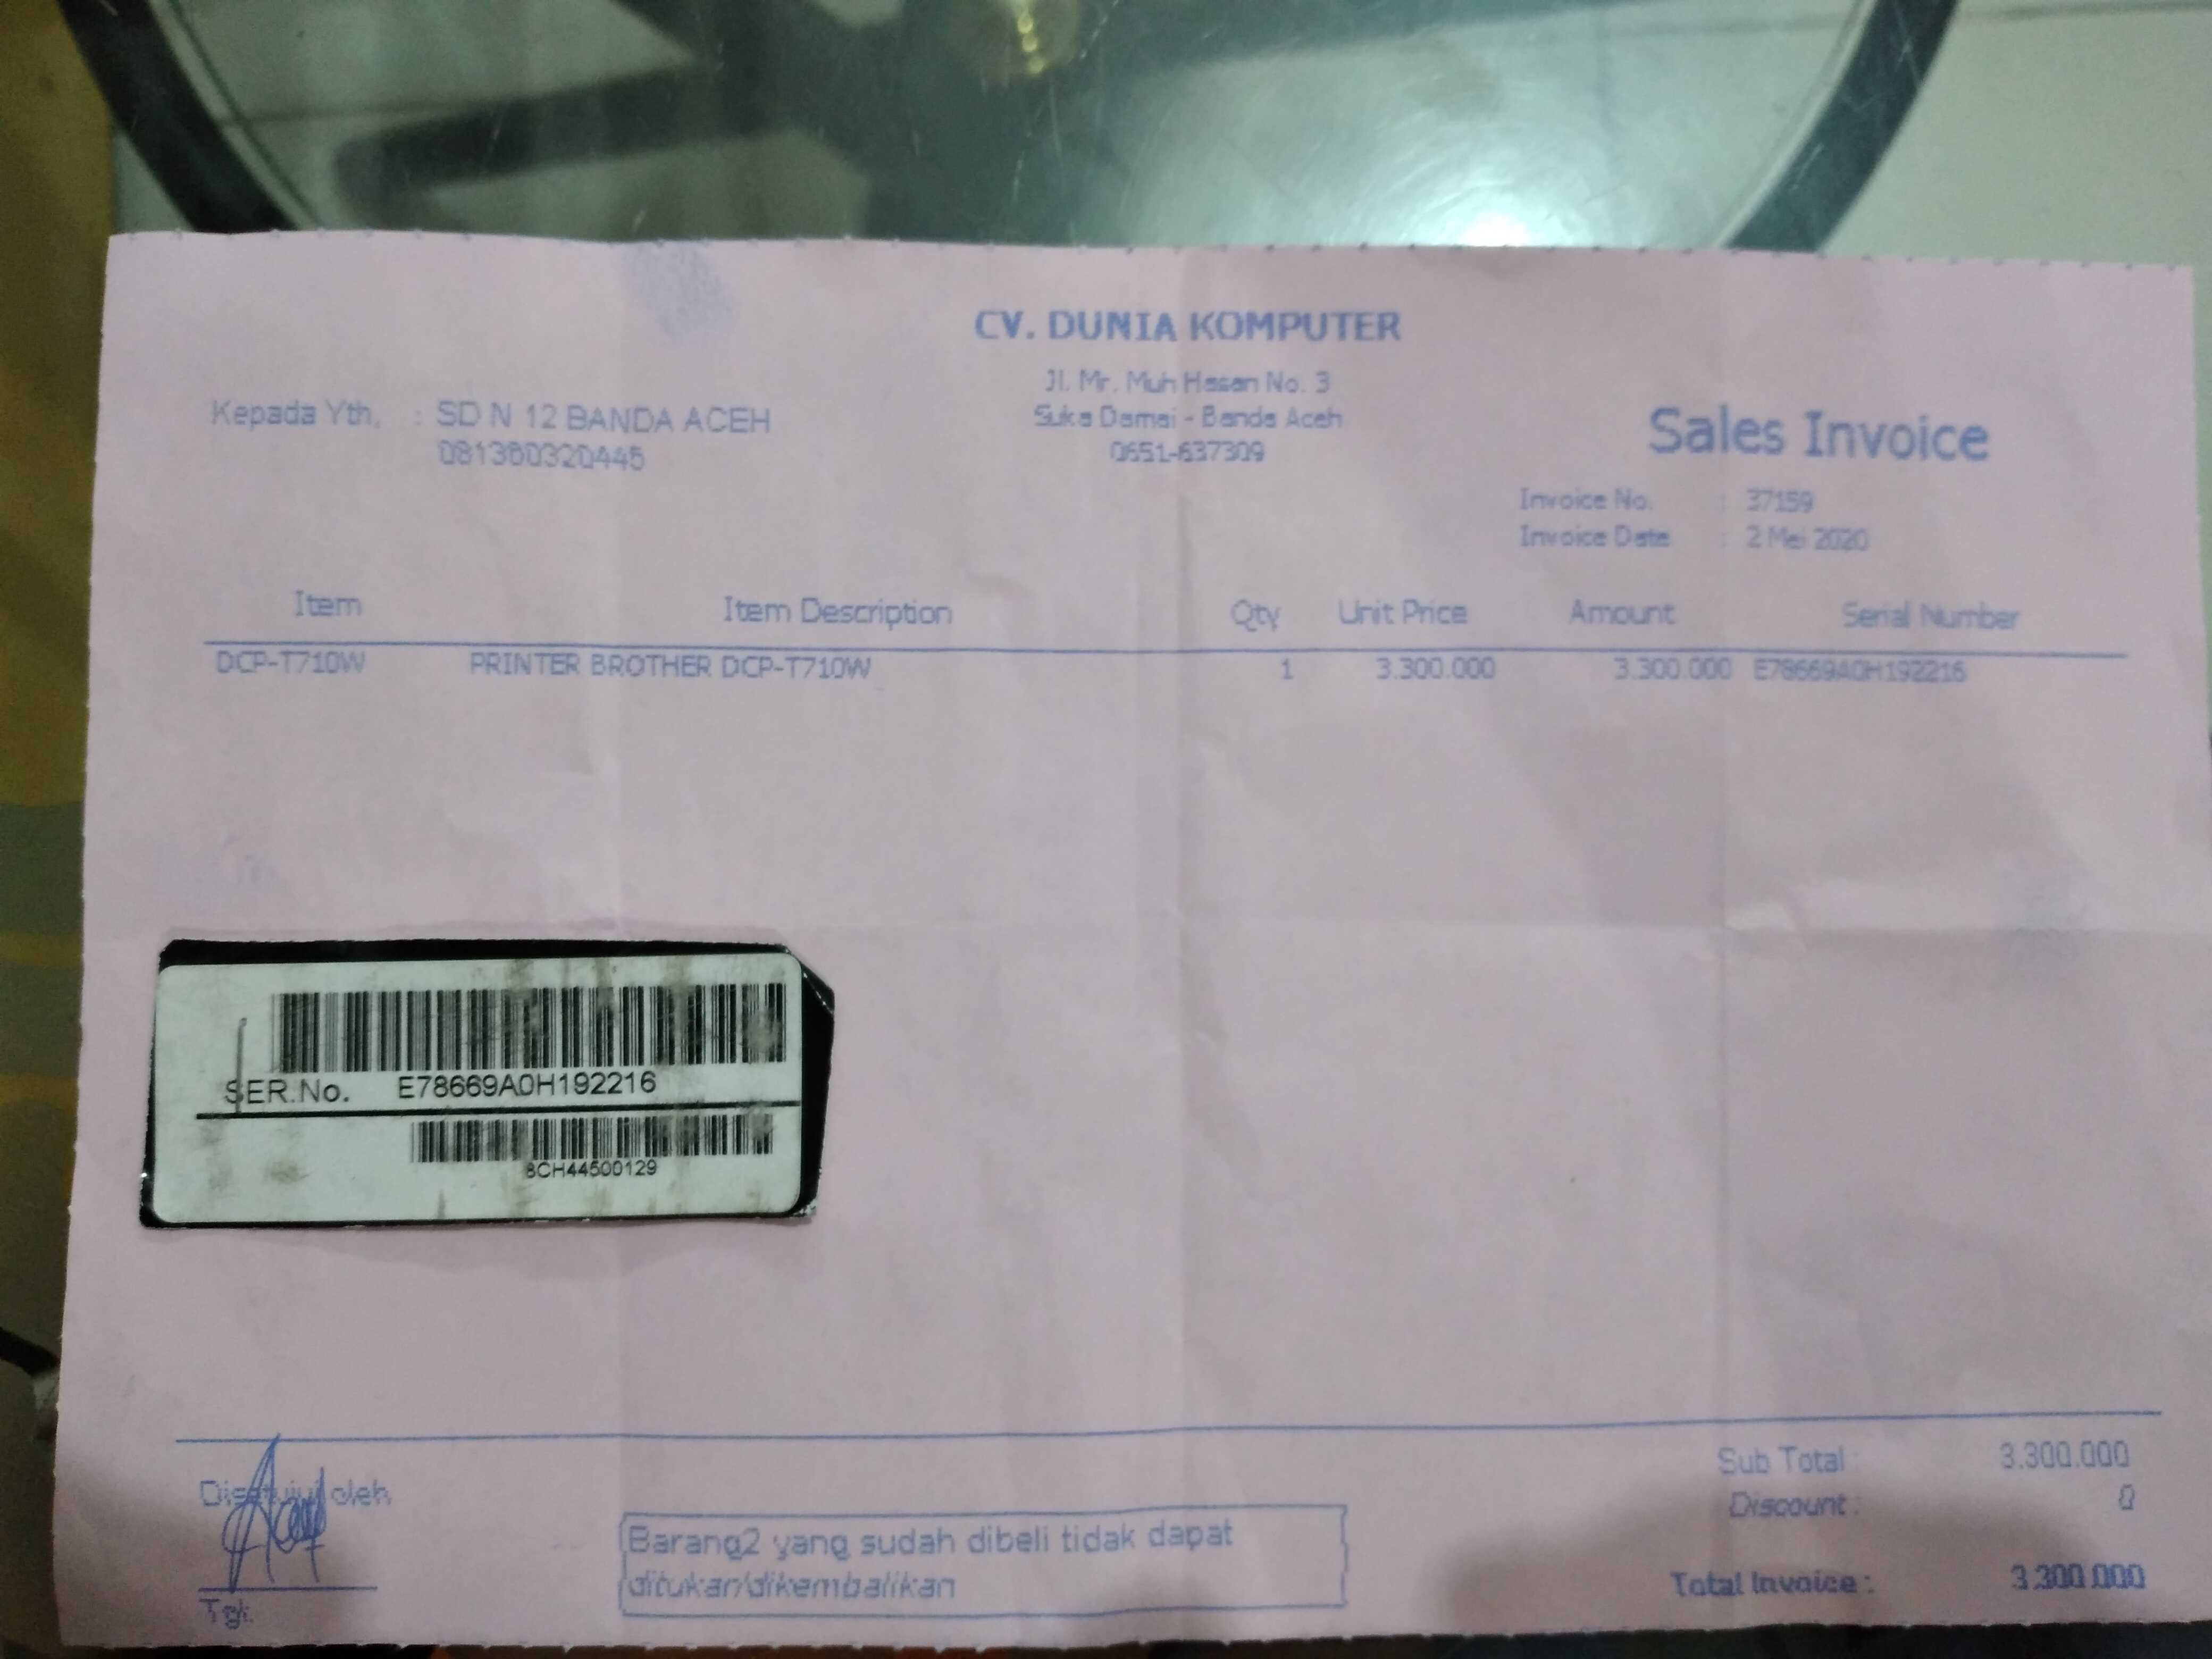 CV. DUNIA KOMPUTER
Jl. Mr. Muh Hasan No. 3
Suka Damai - Banda Aceh
0651-637309
Kepada Yth, : SD N 12 BANDA ACEH
081380320445
Sales Invoice
Invoice No. : 37159
Invoice Date : 2 Mei 2020
Item Item Description Qty Unit Price Amount Serial Number
DCP-T710W PRINTER BROTHER DCP-T710W 1 3.300.000 3.300.000 E78669A0H192216
SER.No. E78669A0H192216
8CH44500129
Disetujui oleh,
Tgl.
Barang2 yang sudah dibeli tidak dapat
ditukar/dikembalikan
Sub Total : 3.300.000
Discount : 0
Total Invoice : 3.300.000